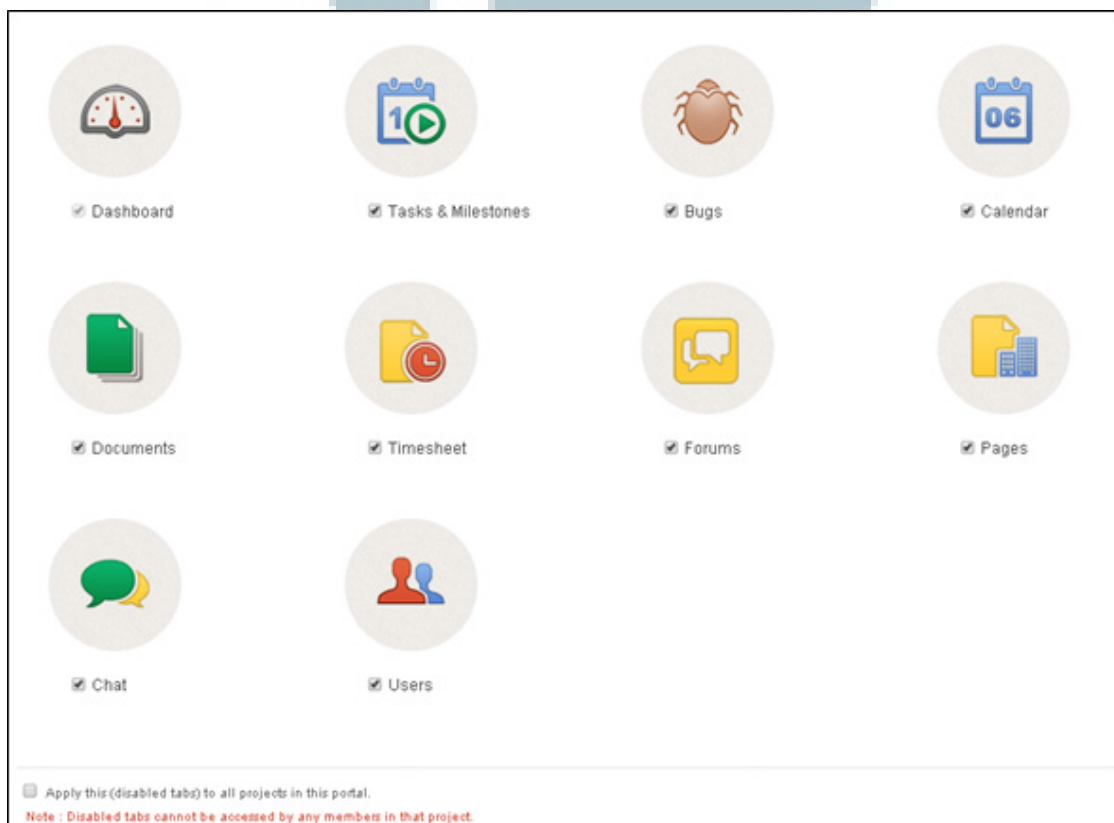 1
06
Dashboard
Tasks & Milestones
Bugs
Calendar
Documents
Timesheet
Forums
Pages
Chat
Users
Apply this (disabled tabs) to all projects in this portal.
Note : Disabled tabs cannot be accessed by any members in that project.